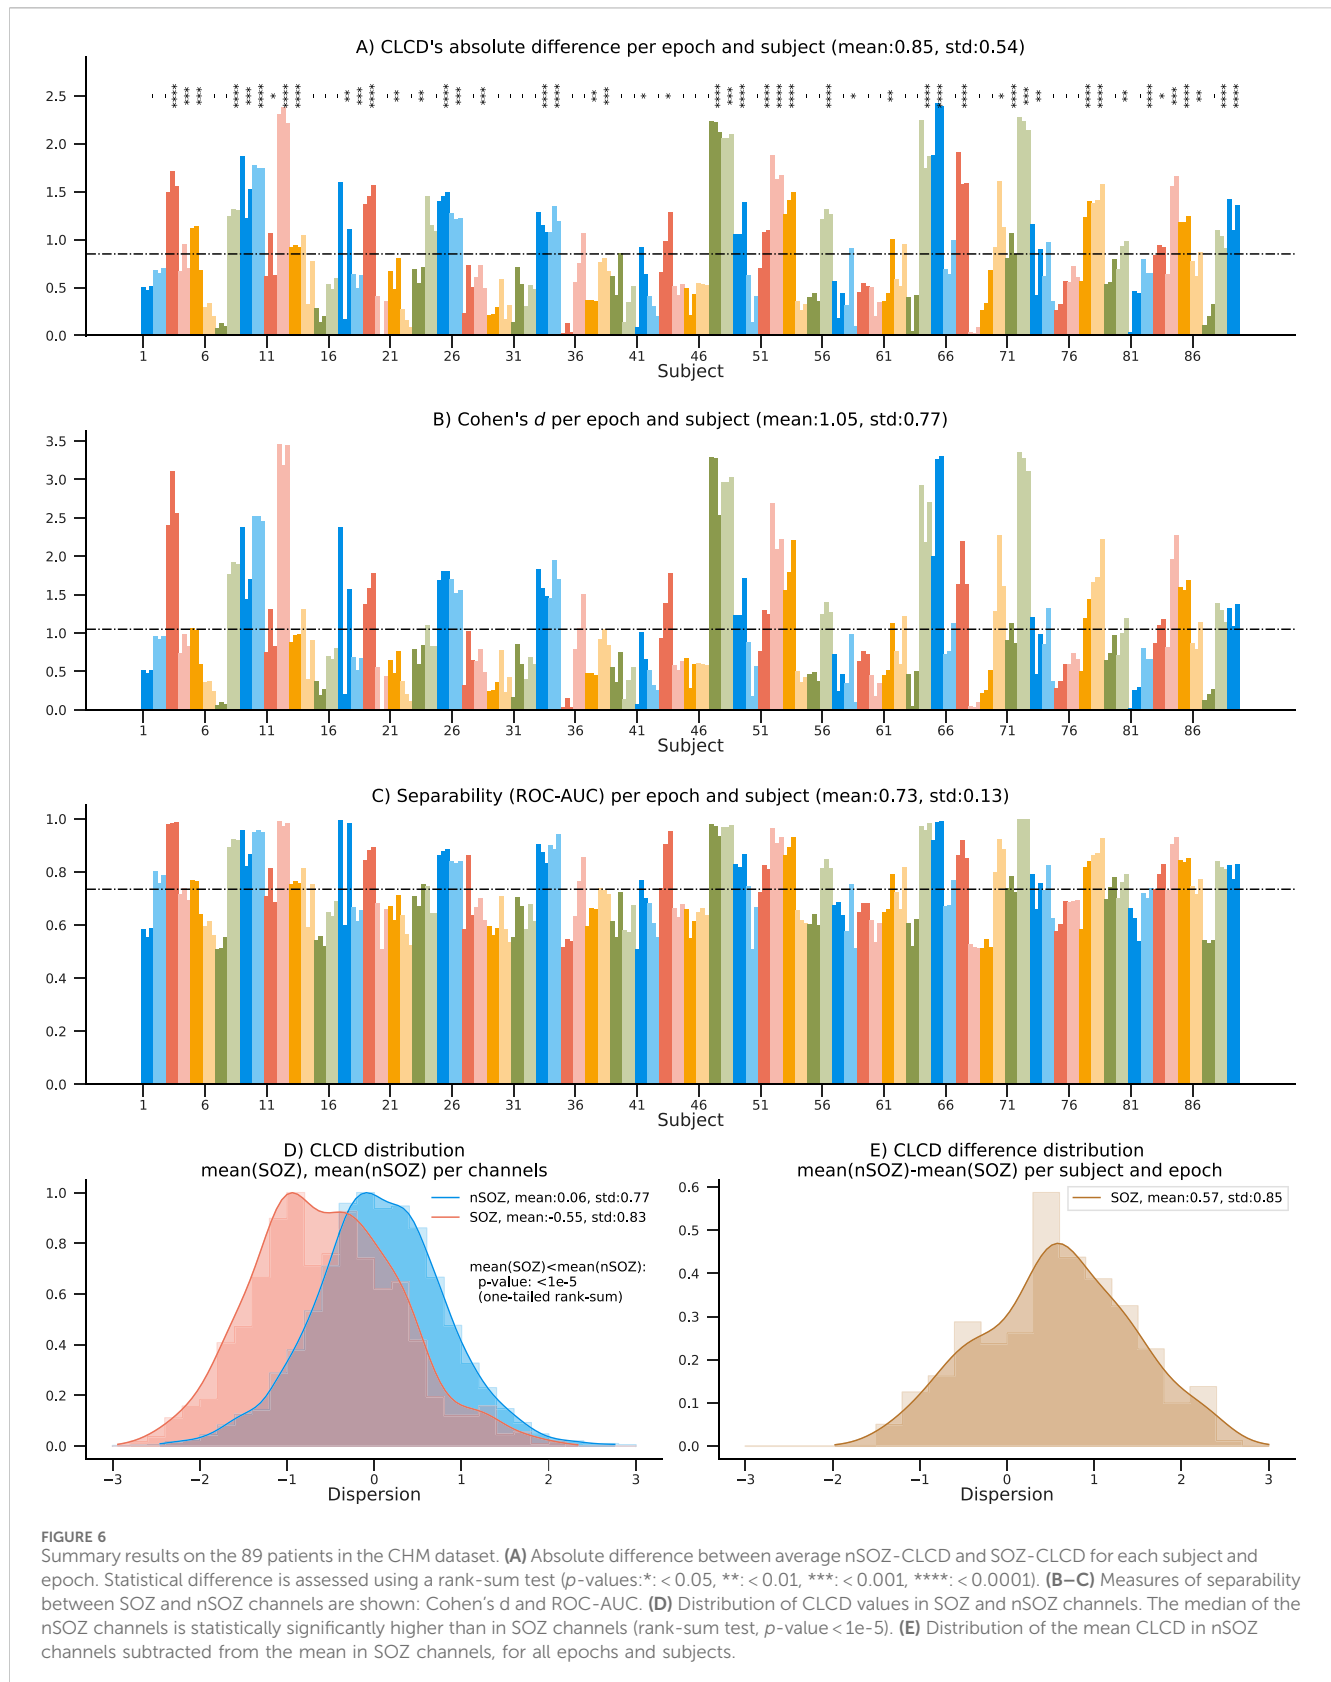 A) CLCD's absolute difference per epoch and subject (mean:0.85, std:0.54)
2.5
2.0
1.5
1.0
0.5
0.0
1 6 11 16 21 26 31 36 41 46 51 56 61 66 71 76 81 86
Subject
B) Cohen's d per epoch and subject (mean:1.05, std:0.77)
3.5
3.0
2.5
2.0
1.5
1.0
0.5
0.0
1 6 11 16 21 26 31 36 41 46 51 56 61 66 71 76 81 86
Subject
C) Separability (ROC-AUC) per epoch and subject (mean:0.73, std:0.13)
1.0
0.8
0.6
0.4
0.2
0.0
1 6 11 16 21 26 31 36 41 46 51 56 61 66 71 76 81 86
Subject
D) CLCD distribution
mean(SOZ), mean(nSOZ) per channels
nSOZ, mean:0.06, std:0.77
SOZ, mean:-0.55, std:0.83
mean(SOZ)<mean(nSOZ):
p-value: <1e-5
(one-tailed rank-sum)
1.0
0.8
0.6
0.4
0.2
0.0
−3 −2 −1 0 1 2 3
Dispersion
E) CLCD difference distribution
mean(nSOZ)-mean(SOZ) per subject and epoch
SOZ, mean:0.57, std:0.85
0.6
0.5
0.4
0.3
0.2
0.1
0.0
−3 −2 −1 0 1 2 3
Dispersion
FIGURE 6
Summary results on the 89 patients in the CHM dataset. (A) Absolute difference between average nSOZ-CLCD and SOZ-CLCD for each subject and
epoch. Statistical difference is assessed using a rank-sum test (p-values:*: < 0.05, **: < 0.01, ***: < 0.001, ****: < 0.0001). (B–C) Measures of separability
between SOZ and nSOZ channels are shown: Cohen's d and ROC-AUC. (D) Distribution of CLCD values in SOZ and nSOZ channels. The median of the
nSOZ channels is statistically significantly higher than in SOZ channels (rank-sum test, p-value < 1e-5). (E) Distribution of the mean CLCD in nSOZ
channels subtracted from the mean in SOZ channels, for all epochs and subjects.